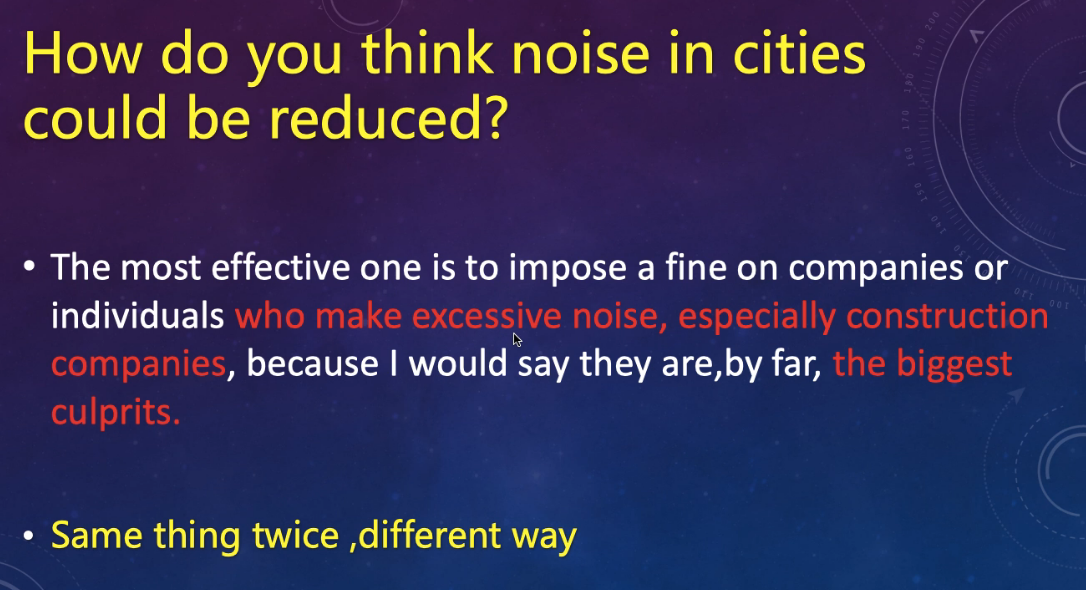 How do you think noise in cities
could be reduced?
• The most effective one is to impose a fine on companies or
individuals who make excessive noise, especially construction
companies, because I would say they are,by far, the biggest
culprits.
• Same thing twice ,different way